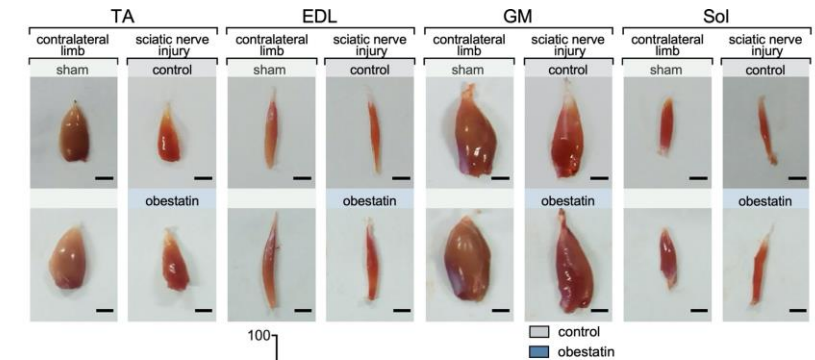 TA EDL GM Sol
contralateral limb sciatic nerve injury contralateral limb sciatic nerve injury contralateral limb sciatic nerve injury contralateral limb sciatic nerve injury
sham control sham control sham control sham control
obestatin obestatin obestatin obestatin
100
control
obestatin